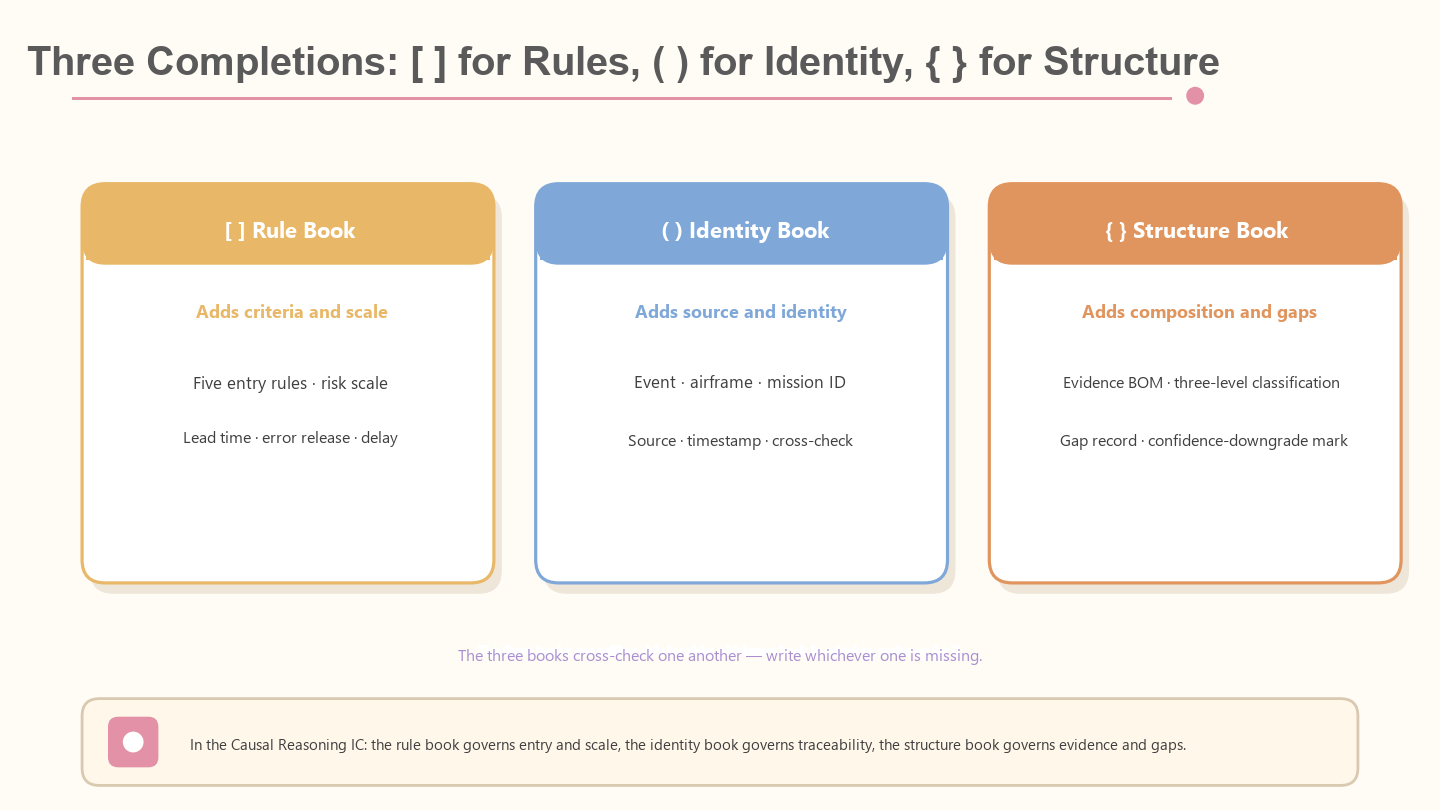 Three Completions: [ ] for Rules, ( ) for Identity, { } for Structure
[ ] Rule Book
Adds criteria and scale
Five entry rules · risk scale
Lead time · error release · delay
( ) Identity Book
Adds source and identity
Event · airframe · mission ID
Source · timestamp · cross-check
{ } Structure Book
Adds composition and gaps
Evidence BOM · three-level classification
Gap record · confidence-downgrade mark
The three books cross-check one another — write whichever one is missing.
In the Causal Reasoning IC: the rule book governs entry and scale, the identity book governs traceability, the structure book governs evidence and gaps.